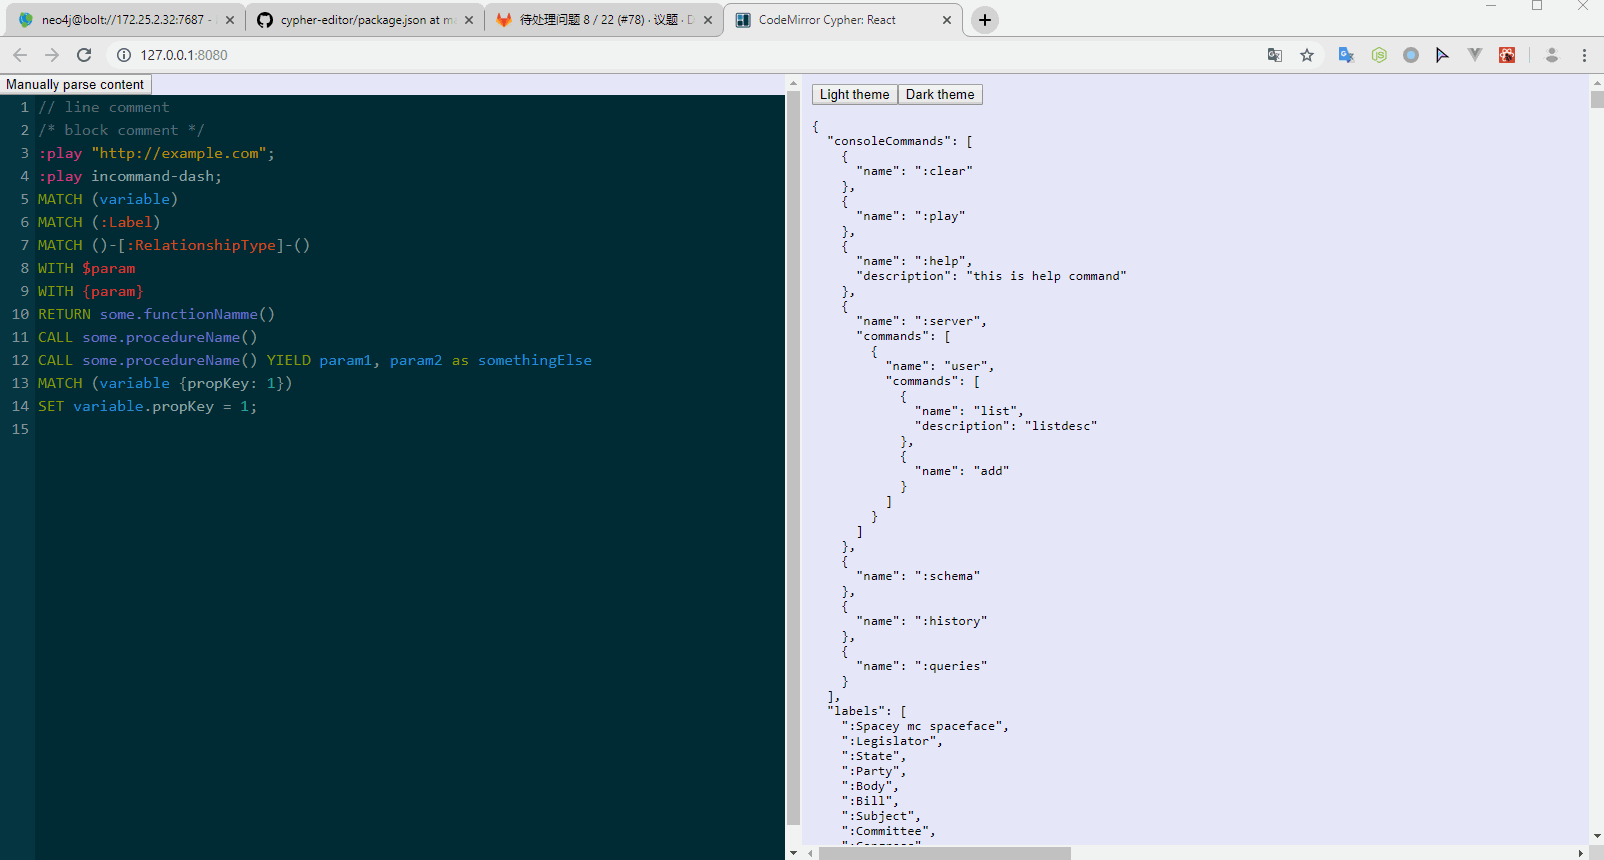 neo4j@bolt://172.25.2.32:7687 -
cypher-editor/package.json at ma
待处理问题 8 / 22 (#78) · 议题 · D
CodeMirror Cypher: React
127.0.0.1:8080
Manually parse content
1 // line comment
2 /* block comment */
3 :play "http://example.com";
4 :play incommand-dash;
5 MATCH (variable)
6 MATCH (:Label)
7 MATCH ()-[:RelationshipType]-()
8 WITH $param
9 WITH {param}
10 RETURN some.functionNamme()
11 CALL some.procedureName()
12 CALL some.procedureName() YIELD param1, param2 as somethingElse
13 MATCH (variable {propKey: 1})
14 SET variable.propKey = 1;
15
Light theme Dark theme
{
"consoleCommands": [
{
"name": ":clear"
},
{
"name": ":play"
},
{
"name": ":help",
"description": "this is help command"
},
{
"name": ":server",
"commands": [
{
"name": "user",
"commands": [
{
"name": "list",
"description": "listdesc"
},
{
"name": "add"
}
]
}
]
},
{
"name": ":schema"
},
{
"name": ":history"
},
{
"name": ":queries"
}
],
"labels": [
":Spacey mc spaceface",
":Legislator",
":State",
":Party",
":Body",
":Bill",
":Subject",
":Committee",
":Congress"